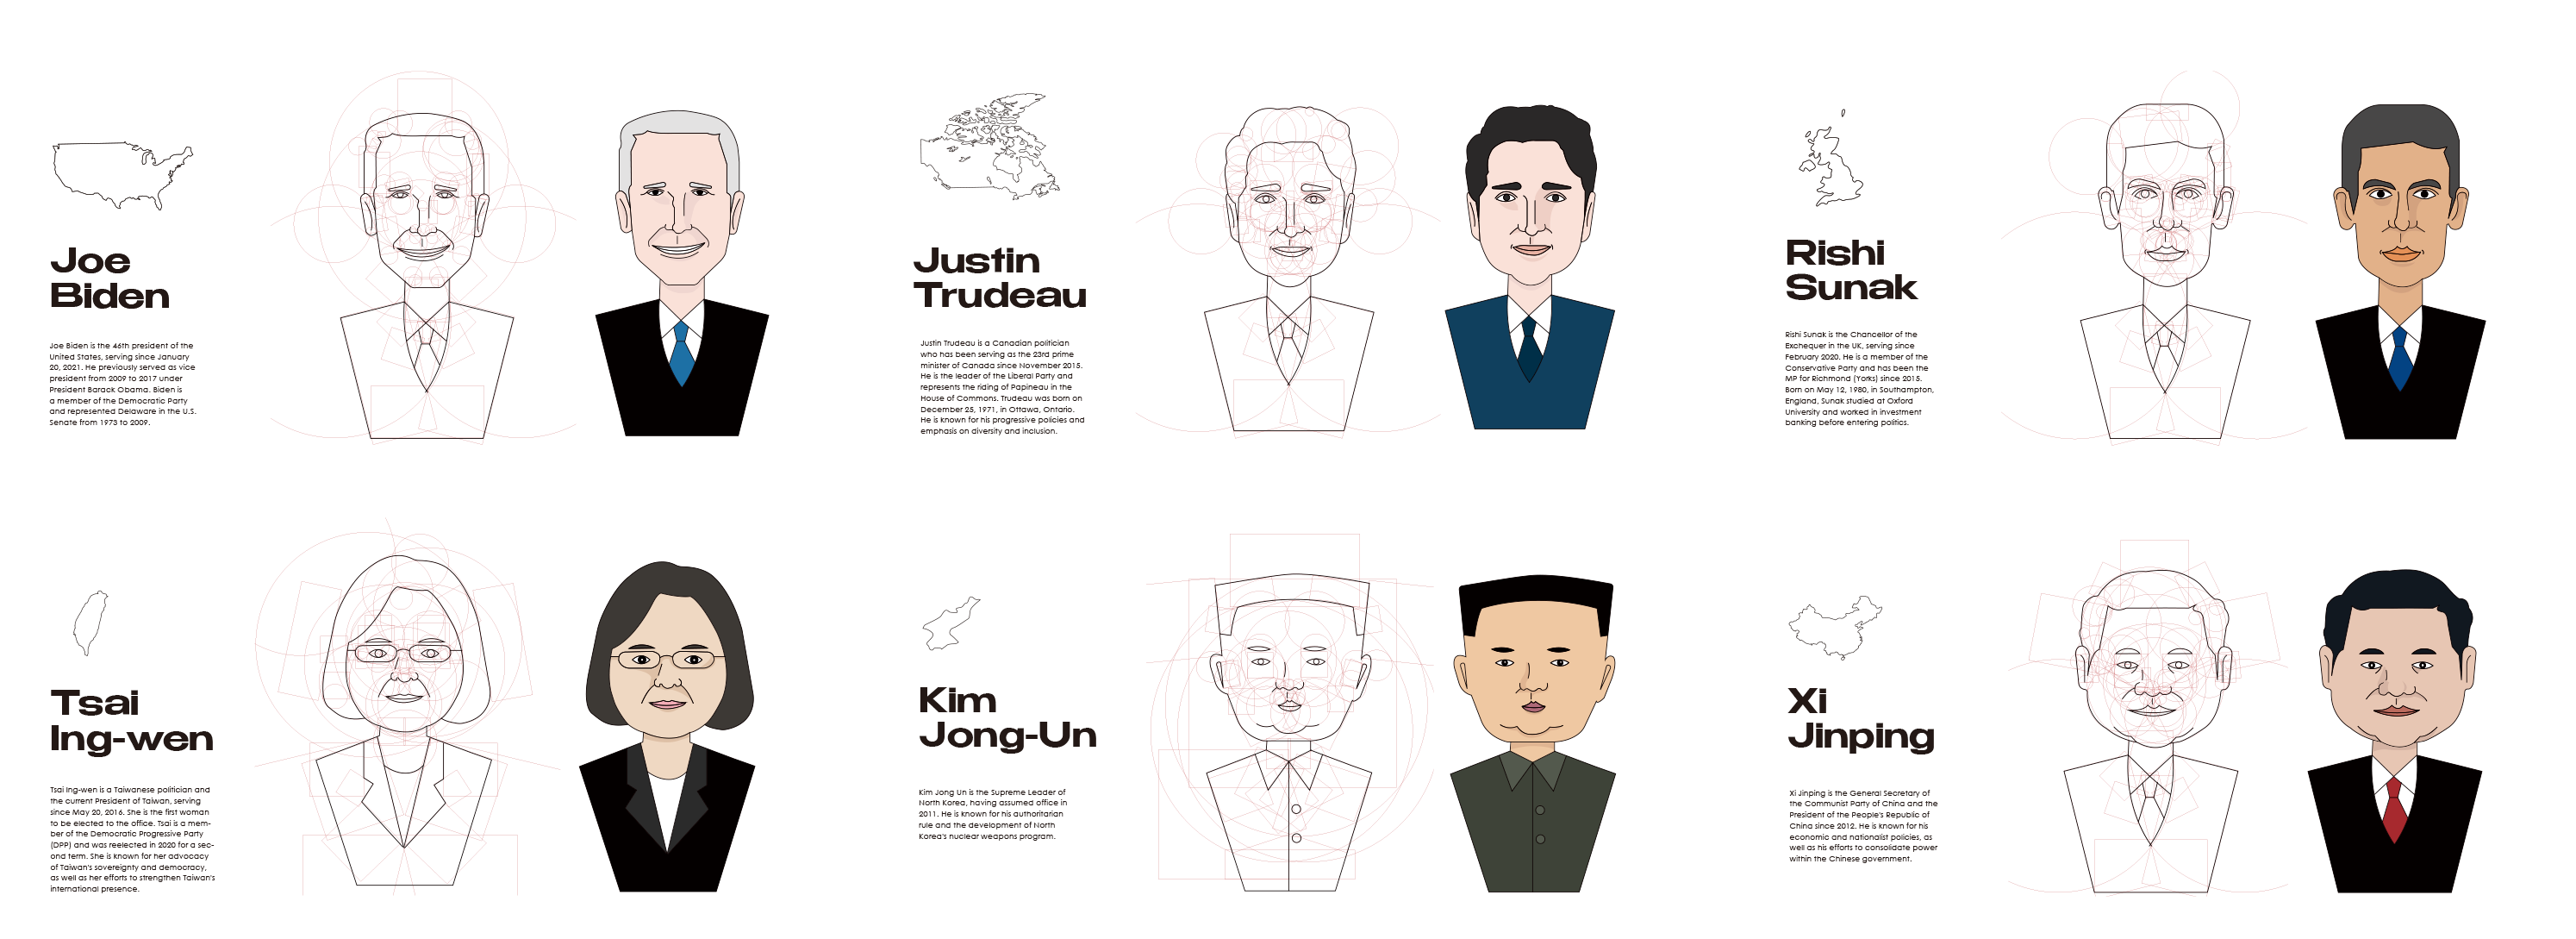 Joe
Biden
Joe Biden is the 46th president of the
United States, serving since January
20, 2021. He previously served as vice
president from 2009 to 2017 under
President Barack Obama. Biden is
a member of the Democratic Party
and represented Delaware in the U.S.
Senate from 1973 to 2009.
Justin
Trudeau
Justin Trudeau is a Canadian politician
who has been serving as the 23rd prime
minister of Canada since November 2015.
He is the leader of the Liberal Party and
represents the riding of Papineau in the
House of Commons. Trudeau was born on
December 25, 1971, in Ottawa, Ontario.
He is known for his progressive policies and
emphasis on diversity and inclusion.
Rishi
Sunak
Rishi Sunak is the Chancellor of the
Exchequer in the UK, serving since
February 2020. He is a member of the
Conservative Party and has been the
MP for Richmond (Yorks) since 2015.
Born on May 12, 1980, in Southampton,
England, Sunak studied at Oxford
University and worked in investment
banking before entering politics.
Tsai
Ing-wen
Tsai Ing-wen is a Taiwanese politician and
the current President of Taiwan, serving
since May 20, 2016. She is the first woman
to be elected to the office. Tsai is a mem-
ber of the Democratic Progressive Party
(DPP) and was reelected in 2020 for a sec-
ond term. She is known for her advocacy
of Taiwan's sovereignty and democracy,
as well as her efforts to strengthen Taiwan's
international presence.
Kim
Jong-Un
Kim Jong Un is the Supreme Leader of
North Korea, having assumed office in
2011. He is known for his authoritarian
rule and the development of North
Korea's nuclear weapons program.
Xi
Jinping
Xi Jinping is the General Secretary of
the Communist Party of China and the
President of the People's Republic of
China since 2012. He is known for his
economic and nationalist policies, as
well as his efforts to consolidate power
within the Chinese government.